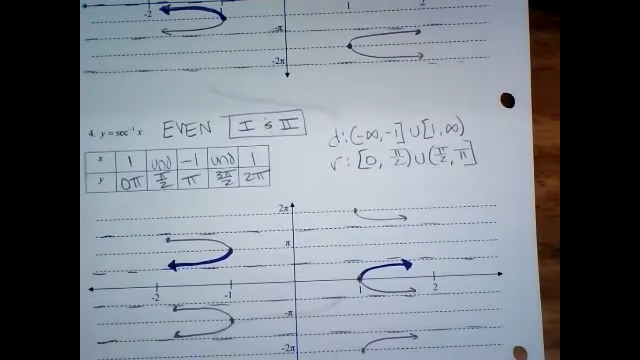 -2
1
2
-π
-2π
4. y = sec⁻¹ x EVEN I & II
d: (-∞, -1] ∪ [1, ∞)
r: [0, π/2) ∪ (π/2, π]
x 1 und -1 und 1
y 0π π/2 π 3π/2 2π
2π
π
-2 -1 1 2
-π
-2π